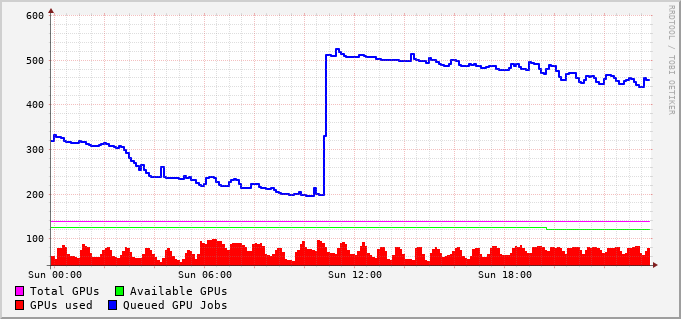 600
500
400
300
200
100
Sun 00:00 Sun 06:00 Sun 12:00 Sun 18:00
RRDTOOL / TOBI OETIKER
Total GPUs Available GPUs
GPUs used Queued GPU Jobs